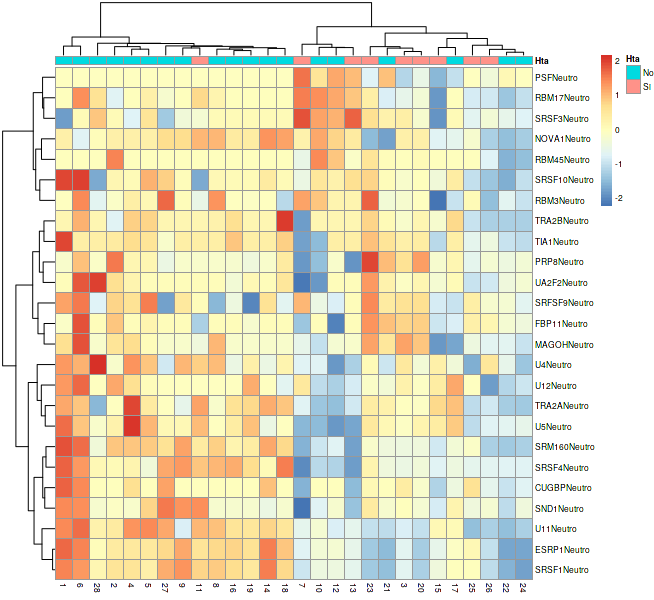 Hta
PSFNeutro
RBM17Neutro
SRSF3Neutro
NOVA1Neutro
RBM45Neutro
SRSF10Neutro
RBM3Neutro
TRA2BNeutro
TIA1Neutro
PRP8Neutro
UA2F2Neutro
SRFSF9Neutro
FBP11Neutro
MAGOHNeutro
U4Neutro
U12Neutro
TRA2ANeutro
U5Neutro
SRM160Neutro
SRSF4Neutro
CUGBPNeutro
SND1Neutro
U11Neutro
ESRP1Neutro
SRSF1Neutro
1 6 28 2 4 5 27 9 11 8 16 19 14 18 7 10 12 13 23 21 3 20 15 17 25 26 22 24
2
1
0
-1
-2
Hta
No
SI